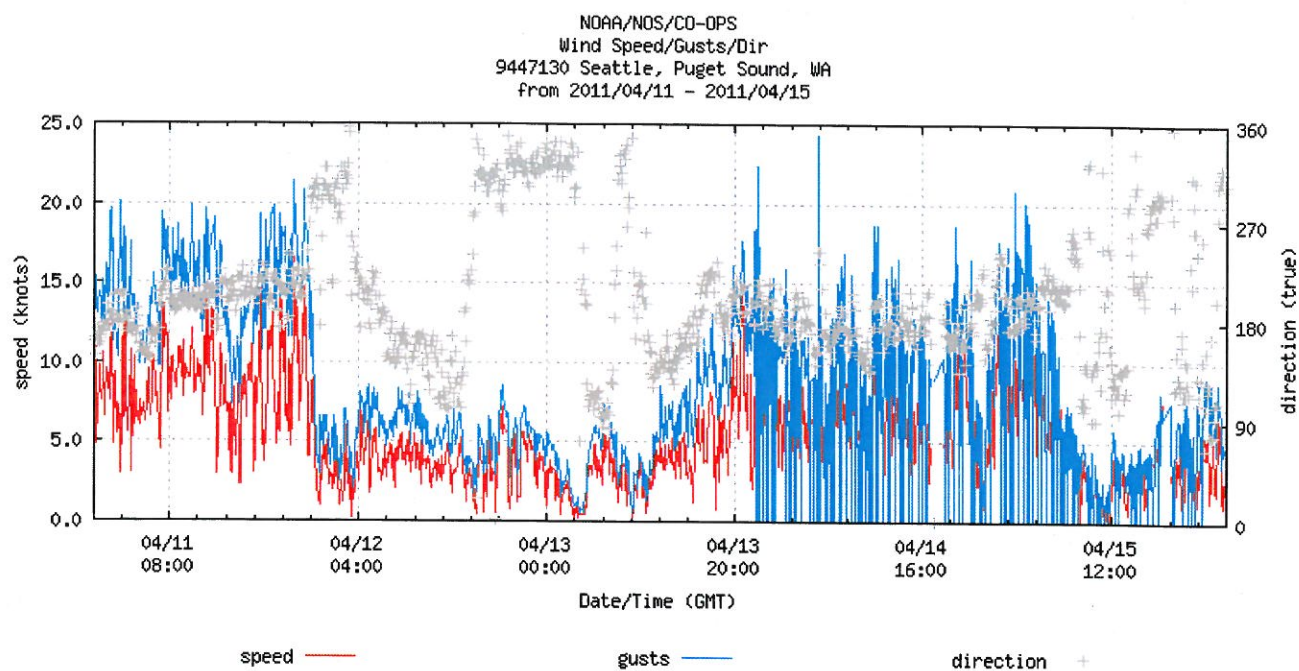 NOAA/NOS/CO-OPS
Wind Speed/Gusts/Dir
9447130 Seattle, Puget Sound, WA
from 2011/04/11 - 2011/04/15
25.0
20.0
15.0
10.0
5.0
0.0
speed (knots)
360
270
180
90
0
direction (true)
04/11 04/12 04/13 04/13 04/14 04/15
08:00 04:00 00:00 20:00 16:00 12:00
Date/Time (GMT)
speed gusts direction